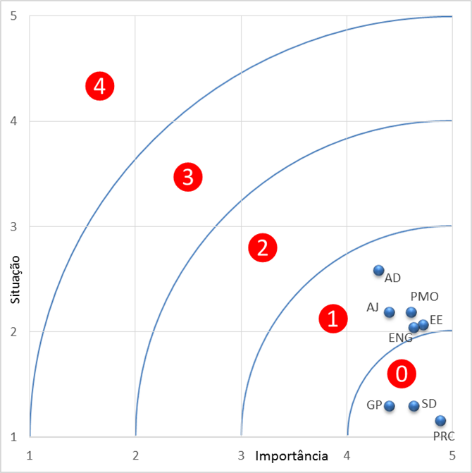 5
4
4
3
3
2
AD
PMO
AJ
1
EE
Situação
2
ENG
0
GP
SD
PRC
1
1
2
3
Importância
4
5